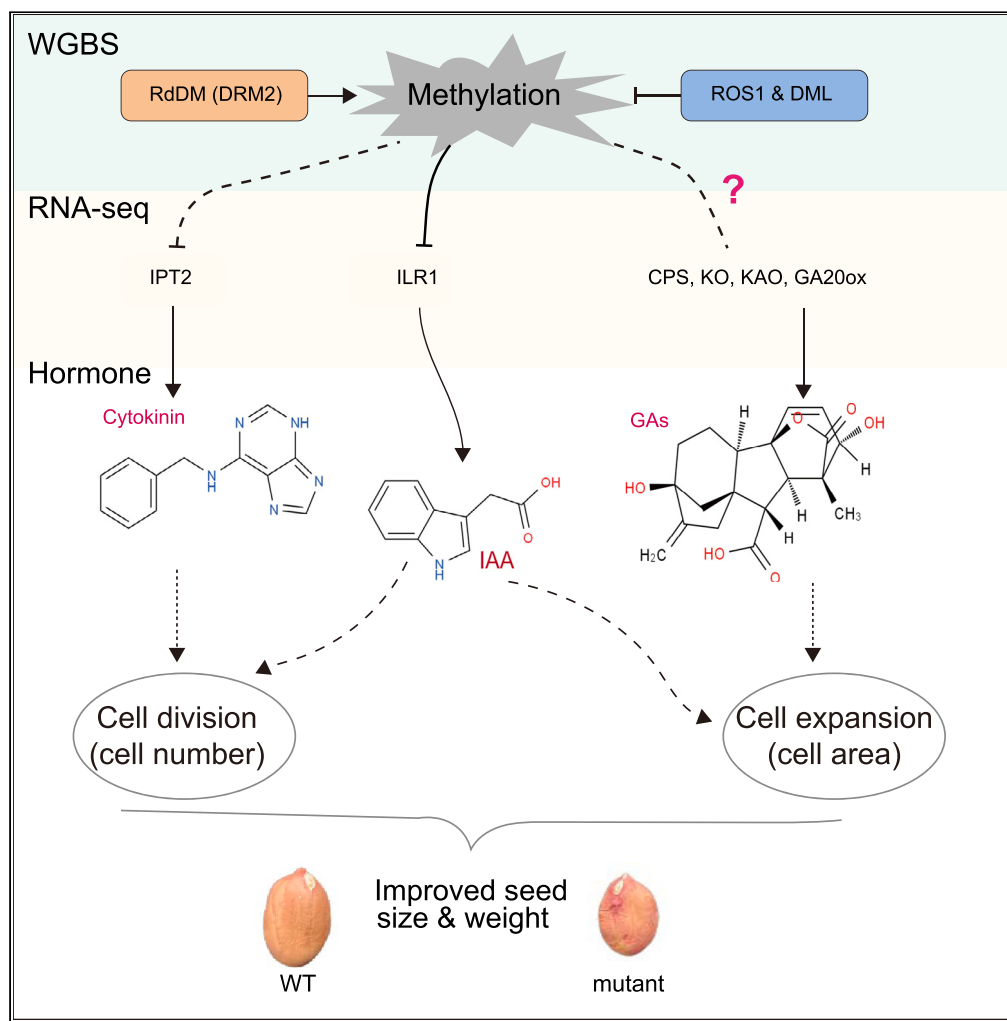 WGBS
RdDM (DRM2)
Methylation
ROS1 & DML
?
RNA-seq
IPT2
ILR1
CPS, KO, KAO, GA20ox
Hormone
Cytokinin
N
NH
N
H
N
N
OH
O
N
H
IAA
GAs
H
O
O
OH
H
HO
H
CH3
H
H2C
HO
O
Cell division
(cell number)
Cell expansion
(cell area)
Improved seed
size & weight
WT
mutant